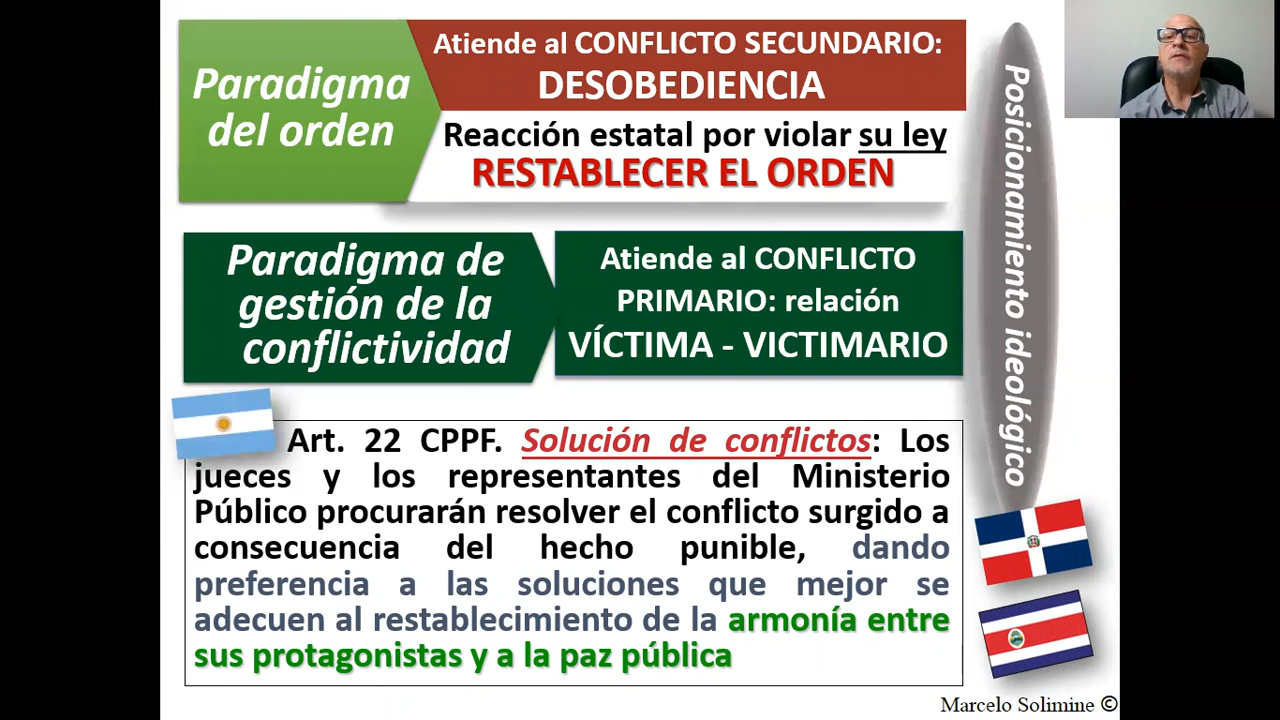 Paradigma
del orden
Atiende al CONFLICTO SECUNDARIO:
DESOBEDIENCIA
Reacción estatal por violar su ley
RESTABLECER EL ORDEN
Paradigma de
gestión de la
conflictividad
Atiende al CONFLICTO
PRIMARIO: relación
VÍCTIMA - VICTIMARIO
Posicionamiento ideológico
Art. 22 CPPF. Solución de conflictos: Los
jueces y los representantes del Ministerio
Público procurarán resolver el conflicto surgido a
consecuencia del hecho punible, dando
preferencia a las soluciones que mejor se
adecuen al restablecimiento de la armonía entre
sus protagonistas y a la paz pública
Marcelo Solimine ©